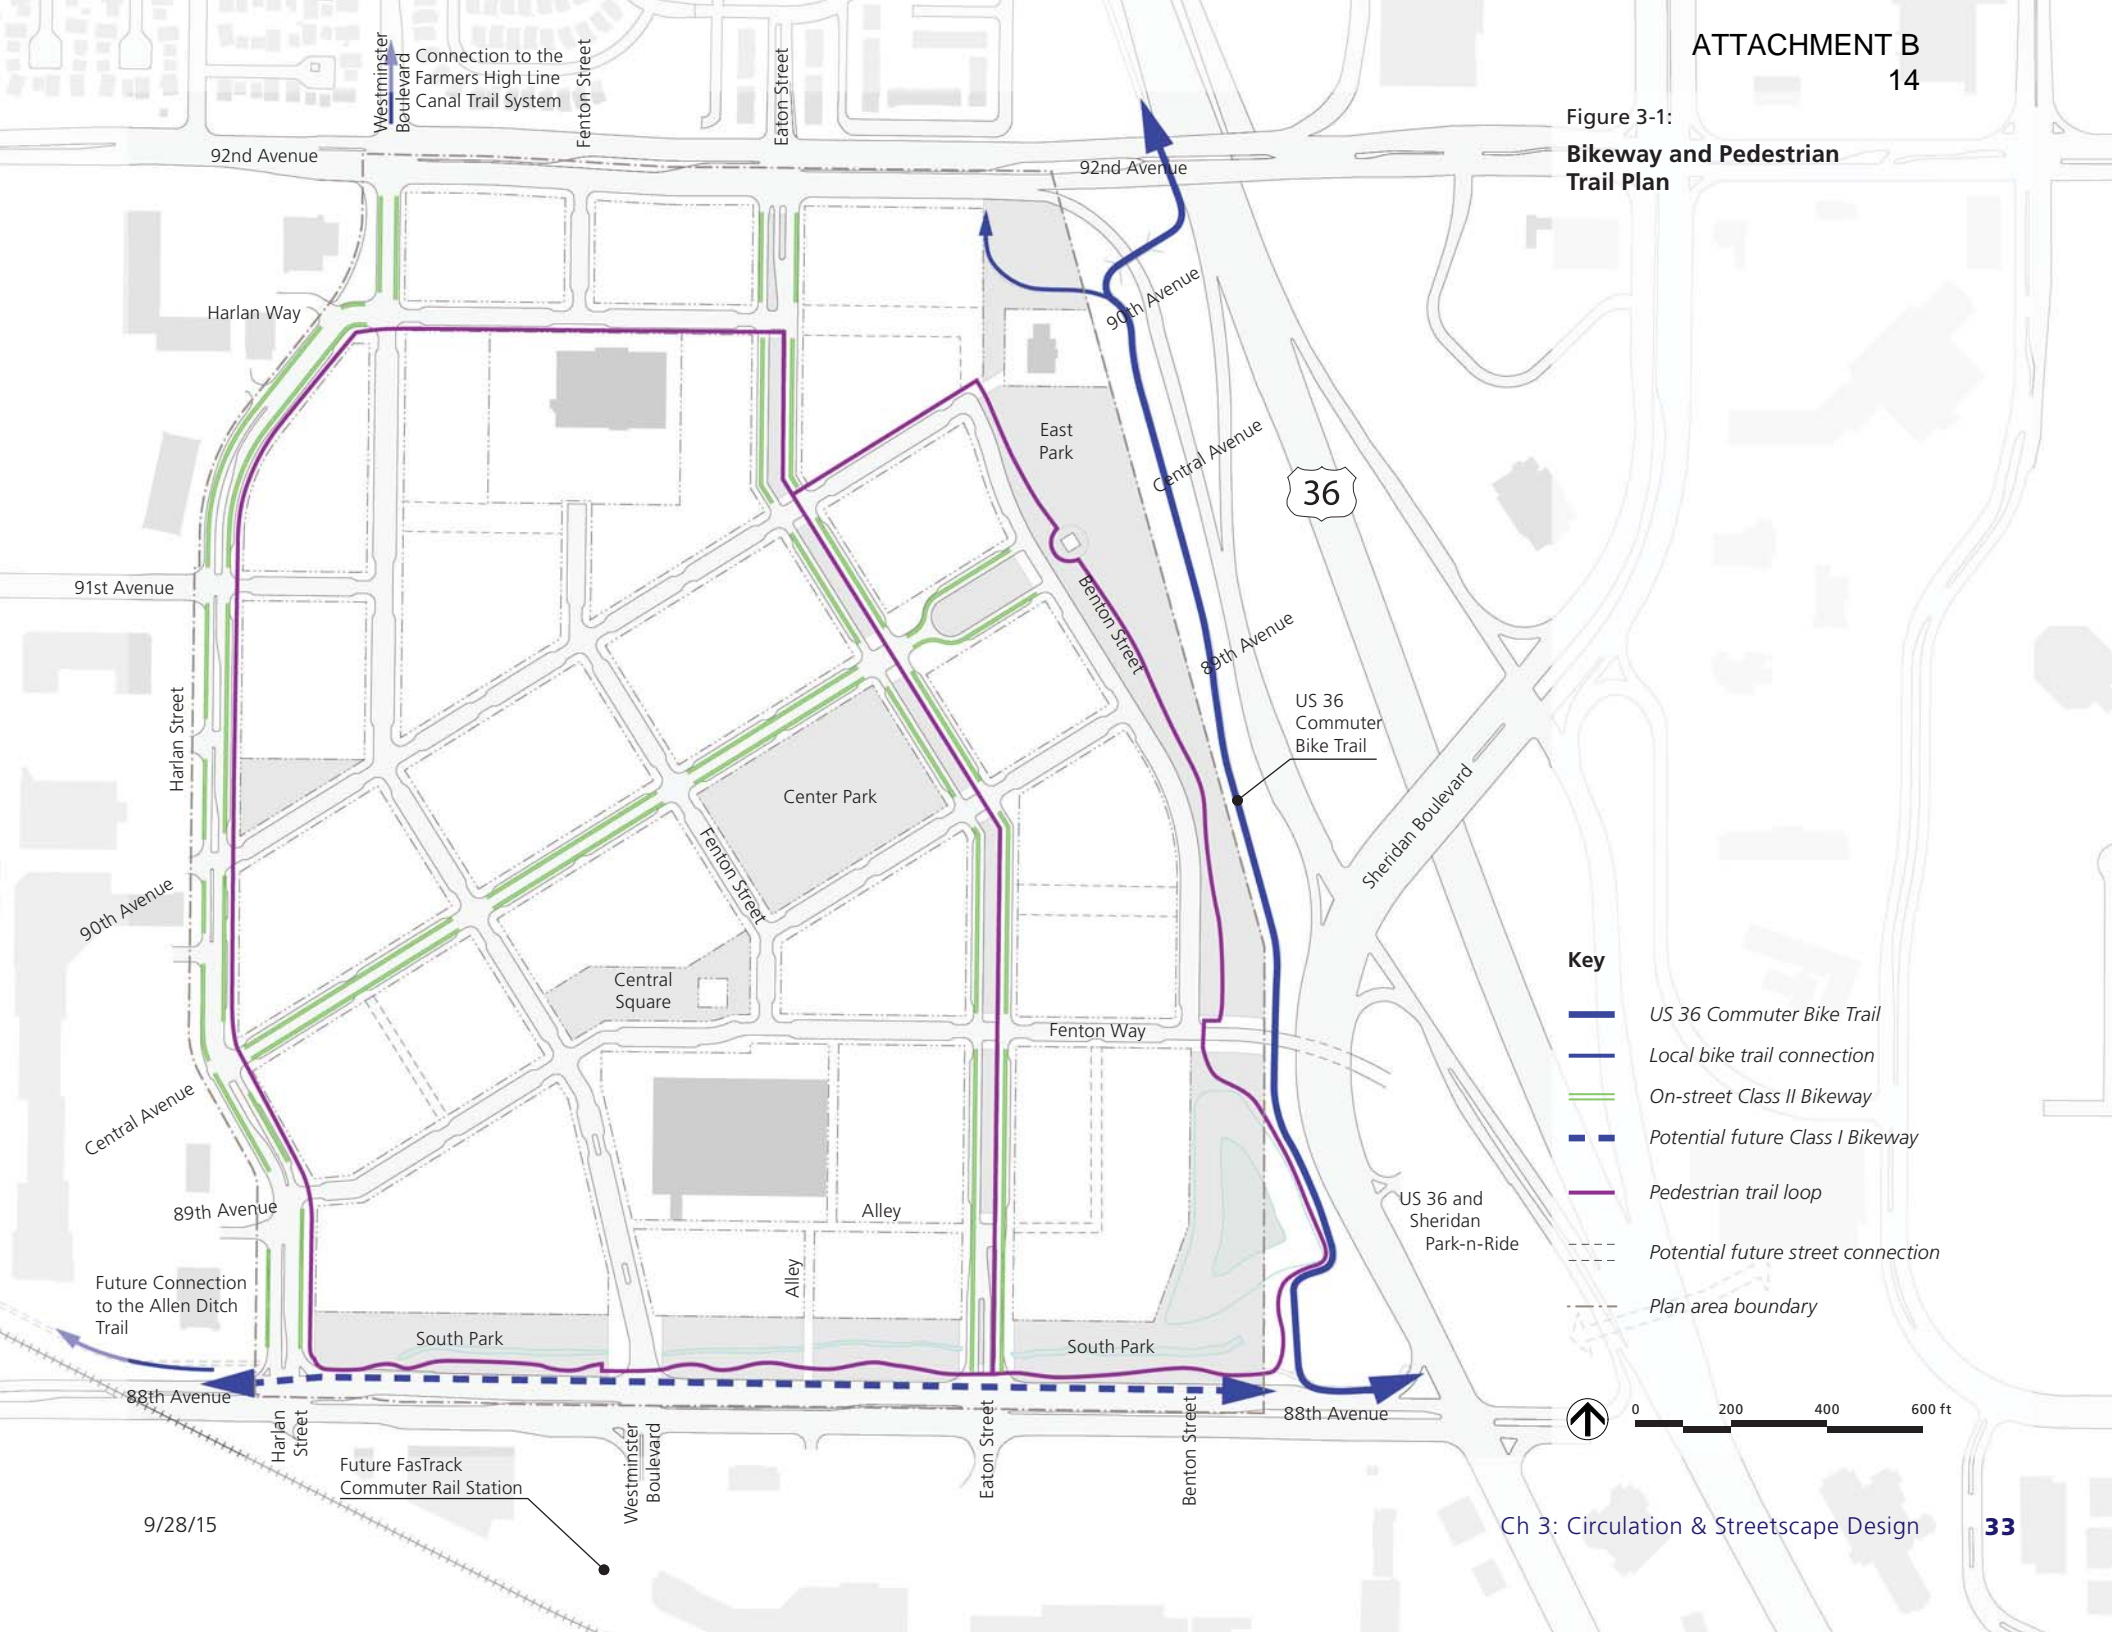 ATTACHMENT B
14
Figure 3-1:
Bikeway and Pedestrian
Trail Plan
Westminster
Boulevard
Connection to the
Farmers High Line
Canal Trail System
Fenton Street
Eaton Street
92nd Avenue
92nd Avenue
Harlan Way
90th Avenue
East
Park
Central Avenue
36
91st Avenue
Benton Street
89th Avenue
Harlan Street
US 36
Commuter
Bike Trail
Center Park
Sheridan Boulevard
Fenton Street
90th Avenue
Central
Square
Fenton Way
Central Avenue
89th Avenue
Alley
Alley
US 36 and
Sheridan
Park-n-Ride
Future Connection
to the Allen Ditch
Trail
South Park
South Park
88th Avenue
88th Avenue
Harlan
Street
Westminster
Boulevard
Eaton Street
Benton Street
Future FasTrack
Commuter Rail Station
Key
US 36 Commuter Bike Trail
Local bike trail connection
On-street Class II Bikeway
Potential future Class I Bikeway
Pedestrian trail loop
Potential future street connection
Plan area boundary
0 200 400 600 ft
9/28/15
Ch 3: Circulation & Streetscape Design 33